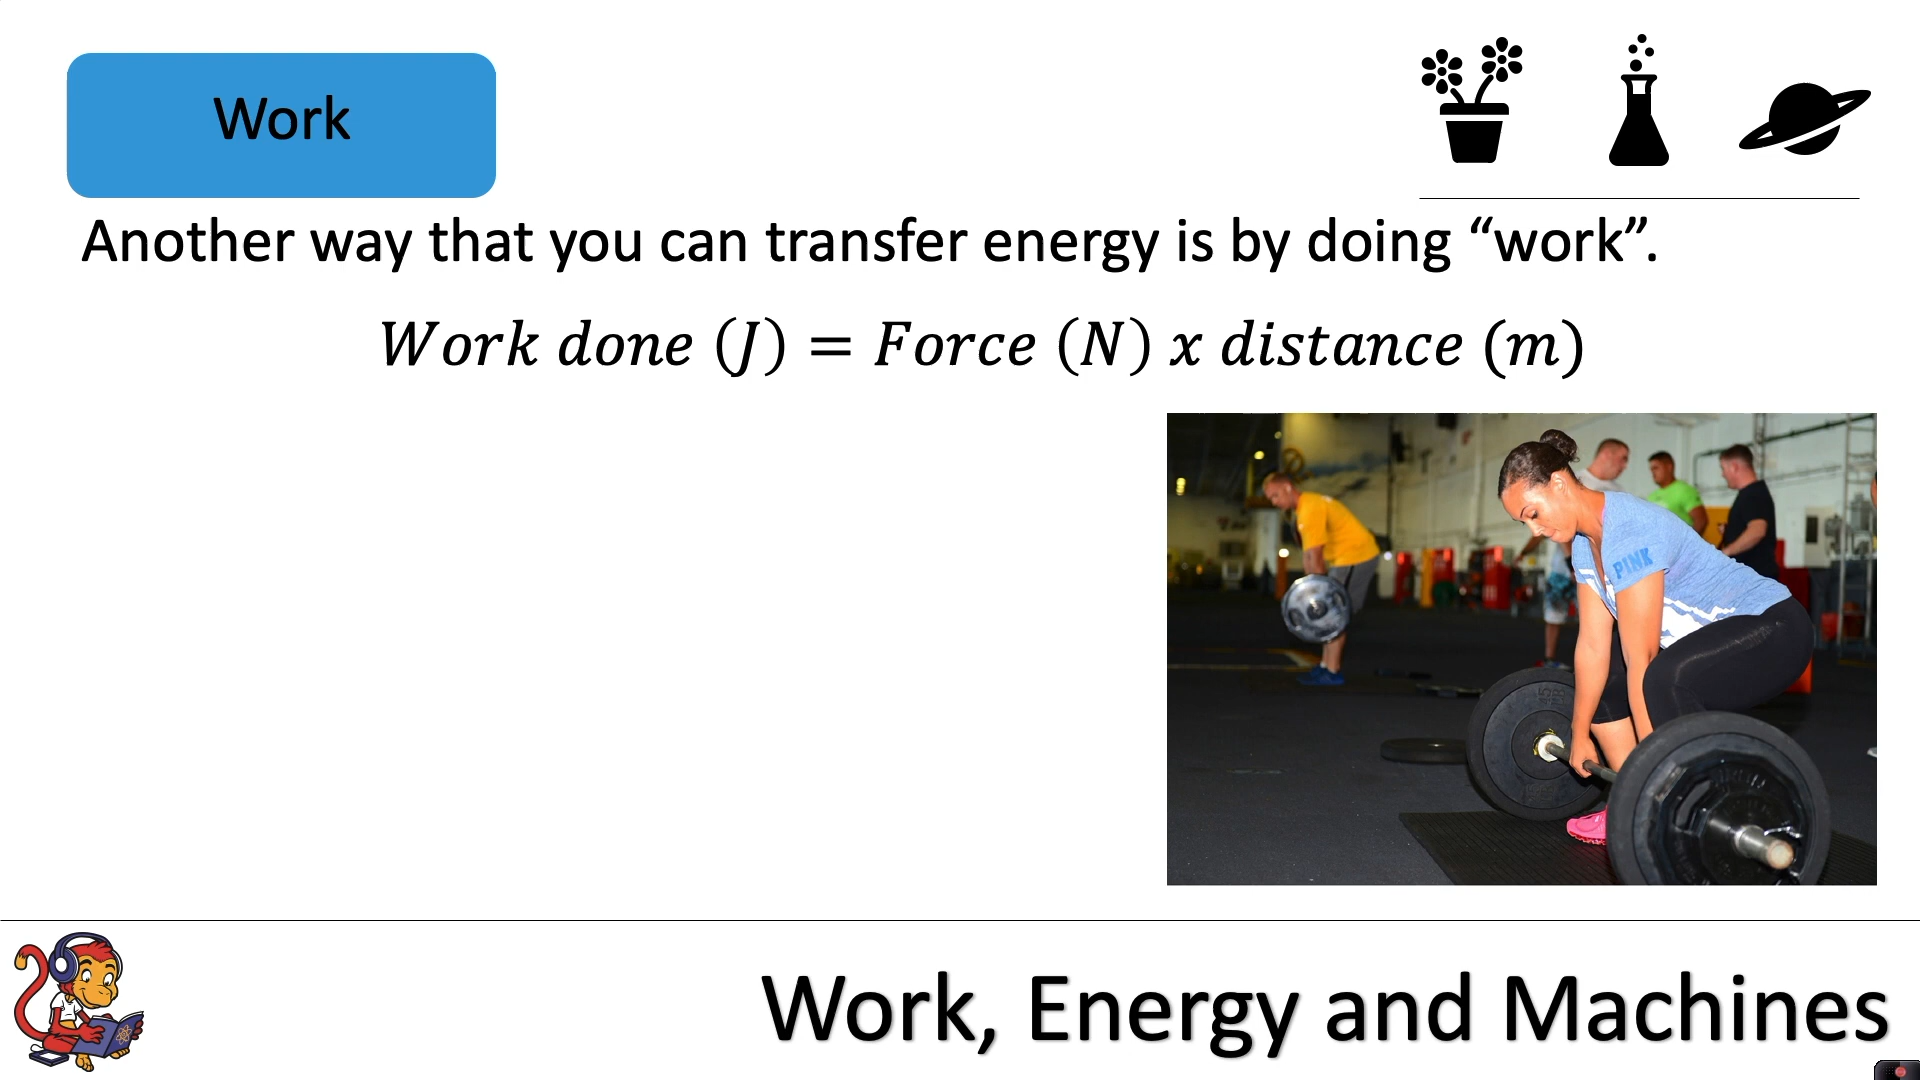 Work
Another way that you can transfer energy is by doing “work”.
Work done (J) = Force (N) x distance (m)
PINK
Work, Energy and Machines